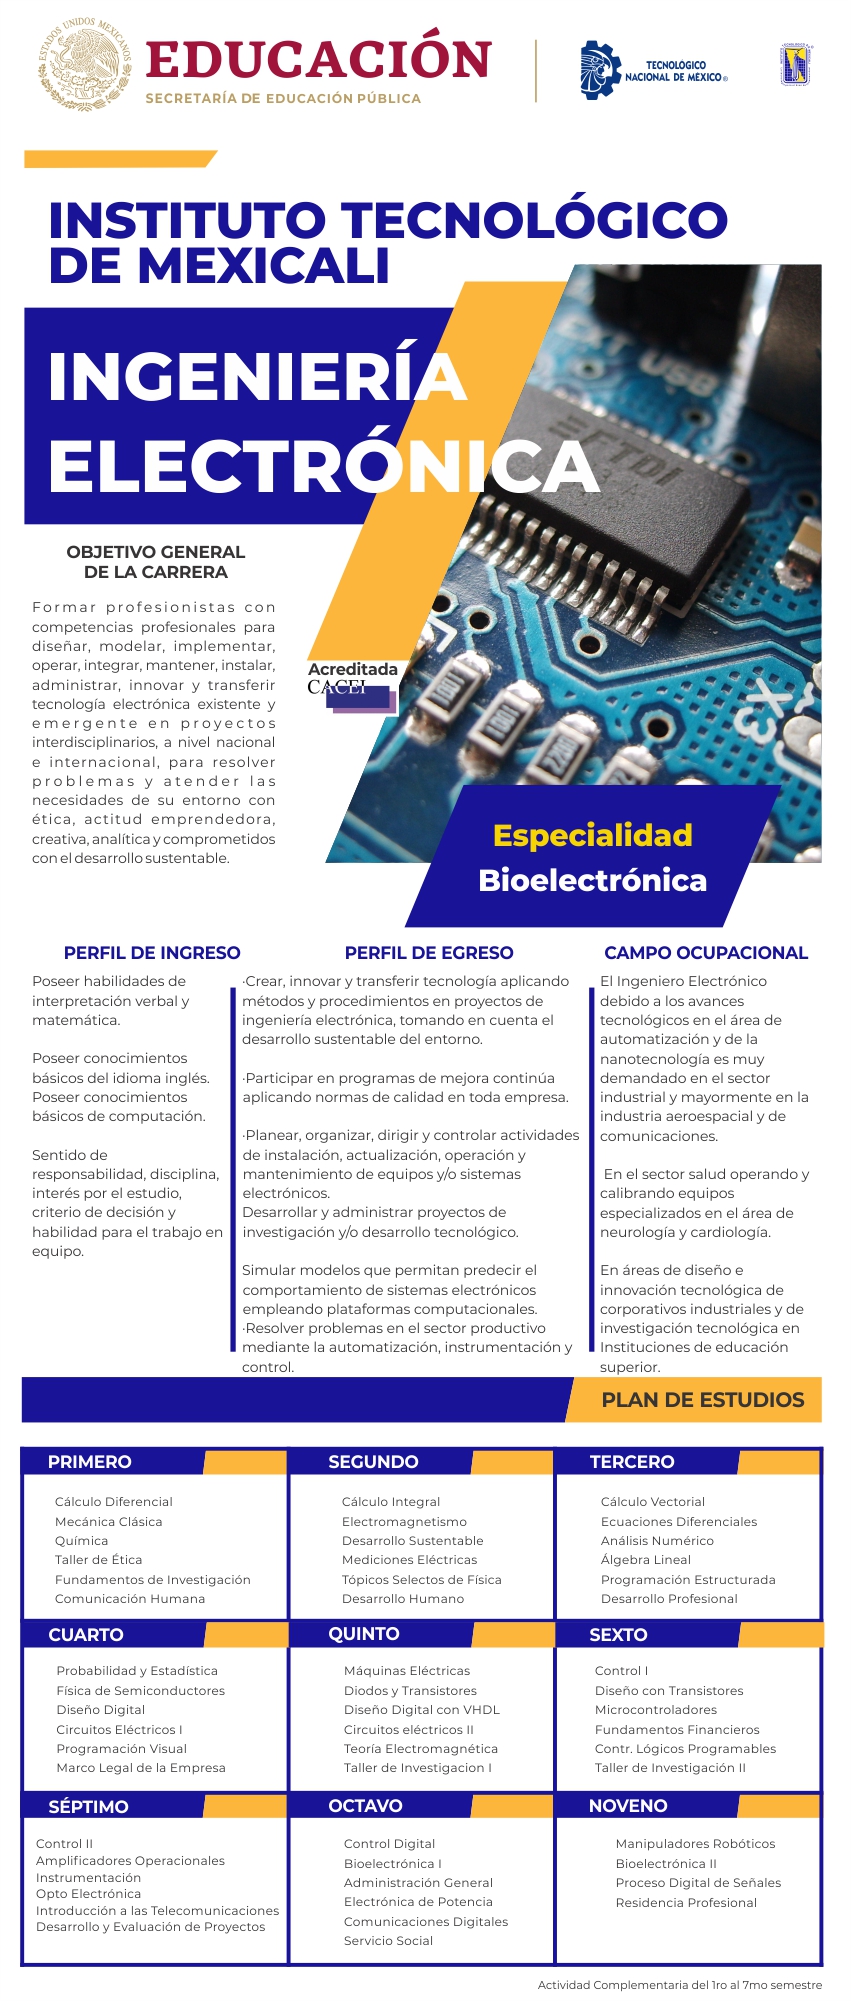 ESTADOS UNIDOS MEXICANOS
EDUCACIÓN
SECRETARÍA DE EDUCACIÓN PÚBLICA
TECNOLÓGICO
NACIONAL DE MÉXICO®
INSTITUTO TECNOLÓGICO
DE MEXICALI
INGENIERÍA
ELECTRÓNICA
USB
X3
OBJETIVO GENERAL
DE LA CARRERA
Formar profesionistas con
competencias profesionales para
diseñar, modelar, implementar,
operar, integrar, mantener, instalar,
administrar, innovar y transferir
tecnología electrónica existente y
emergente en proyectos
interdisciplinarios, a nivel nacional
e internacional, para resolver
problemas y atender las
necesidades de su entorno con
ética, actitud emprendedora,
creativa, analítica y comprometidos
con el desarrollo sustentable.
Acreditada
CACEI
Especialidad
Bioelectrónica
PERFIL DE INGRESO
Poseer habilidades de
interpretación verbal y
matemática.
Poseer conocimientos
básicos del idioma inglés.
Poseer conocimientos
básicos de computación.
Sentido de
responsabilidad, disciplina,
interés por el estudio,
criterio de decisión y
habilidad para el trabajo en
equipo.
PERFIL DE EGRESO
·Crear, innovar y transferir tecnología aplicando
métodos y procedimientos en proyectos de
ingeniería electrónica, tomando en cuenta el
desarrollo sustentable del entorno.
·Participar en programas de mejora continúa
aplicando normas de calidad en toda empresa.
·Planear, organizar, dirigir y controlar actividades
de instalación, actualización, operación y
mantenimiento de equipos y/o sistemas
electrónicos.
Desarrollar y administrar proyectos de
investigación y/o desarrollo tecnológico.
Simular modelos que permitan predecir el
comportamiento de sistemas electrónicos
empleando plataformas computacionales.
·Resolver problemas en el sector productivo
mediante la automatización, instrumentación y
control.
CAMPO OCUPACIONAL
El Ingeniero Electrónico
debido a los avances
tecnológicos en el área de
automatización y de la
nanotecnología es muy
demandado en el sector
industrial y mayormente en la
industria aeroespacial y de
comunicaciones.
En el sector salud operando y
calibrando equipos
especializados en el área de
neurología y cardiología.
En áreas de diseño e
innovación tecnológica de
corporativos industriales y de
investigación tecnológica en
Instituciones de educación
superior.
PLAN DE ESTUDIOS
PRIMERO
Cálculo Diferencial
Mecánica Clásica
Química
Taller de Ética
Fundamentos de Investigación
Comunicación Humana
SEGUNDO
Cálculo Integral
Electromagnetismo
Desarrollo Sustentable
Mediciones Eléctricas
Tópicos Selectos de Física
Desarrollo Humano
TERCERO
Cálculo Vectorial
Ecuaciones Diferenciales
Análisis Numérico
Álgebra Lineal
Programación Estructurada
Desarrollo Profesional
CUARTO
Probabilidad y Estadística
Física de Semiconductores
Diseño Digital
Circuitos Eléctricos I
Programación Visual
Marco Legal de la Empresa
QUINTO
Máquinas Eléctricas
Diodos y Transistores
Diseño Digital con VHDL
Circuitos eléctricos II
Teoría Electromagnética
Taller de Investigacion I
SEXTO
Control I
Diseño con Transistores
Microcontroladores
Fundamentos Financieros
Contr. Lógicos Programables
Taller de Investigación II
SÉPTIMO
Control II
Amplificadores Operacionales
Instrumentación
Opto Electrónica
Introducción a las Telecomunicaciones
Desarrollo y Evaluación de Proyectos
OCTAVO
Control Digital
Bioelectrónica I
Administración General
Electrónica de Potencia
Comunicaciones Digitales
Servicio Social
NOVENO
Manipuladores Robóticos
Bioelectrónica II
Proceso Digital de Señales
Residencia Profesional
Actividad Complementaria del 1ro al 7mo semestre